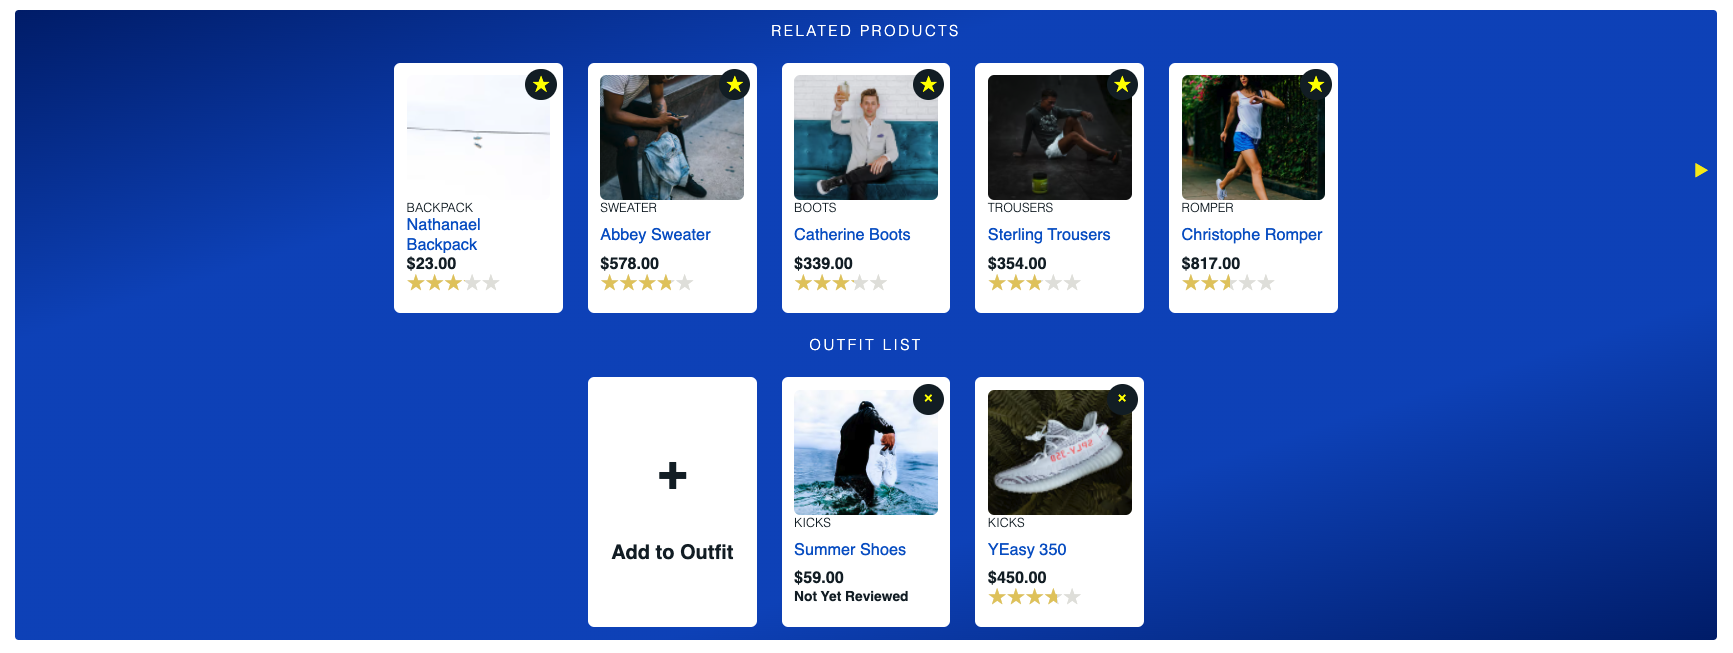 RELATED PRODUCTS
BACKPACK
Nathanael
Backpack
$23.00
SWEATER
Abbey Sweater
$578.00
BOOTS
Catherine Boots
$339.00
TROUSERS
Sterling Trousers
$354.00
ROMPER
Christophe Romper
$817.00
OUTFIT LIST
+
Add to Outfit
KICKS
Summer Shoes
$59.00
Not Yet Reviewed
SPLY-350
KICKS
YEasy 350
$450.00